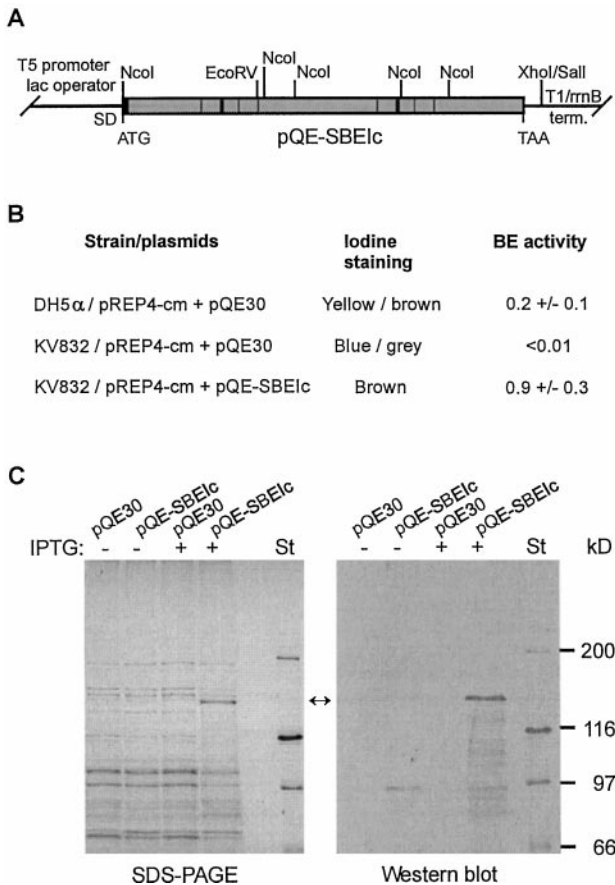 A
T5 promoter
lac operator
NcoI
EcoRV
NcoI
NcoI
NcoI
NcoI
XhoI/SalI
T1/rrnB
term.
SD
ATG
pQE-SBEIc
TAA
B
Strain/plasmids
Iodine staining
BE activity
DH5α / pREP4-cm + pQE30 Yellow / brown 0.2 +/- 0.1
KV832 / pREP4-cm + pQE30 Blue / grey <0.01
KV832 / pREP4-cm + pQE-SBEIc Brown 0.9 +/- 0.3
C
pQE30
pQE-SBEIc
pQE30
pQE-SBEIc
IPTG: - - + + St
pQE30
pQE-SBEIc
pQE30
pQE-SBEIc
- - + + St kD
200
116
97
66
SDS-PAGE
Western blot